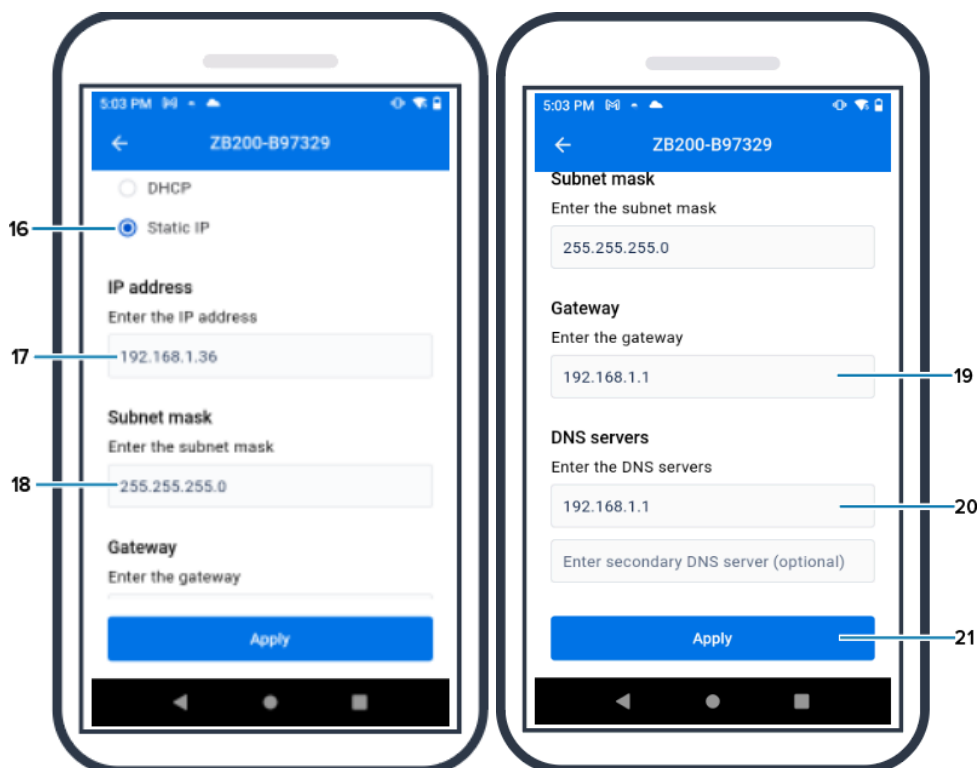 5:03 PM
ZB200-B97329
DHCP
16
Static IP
IP address
Enter the IP address
17
192.168.1.36
Subnet mask
Enter the subnet mask
18
255.255.255.0
Gateway
Enter the gateway
Apply
5:03 PM
ZB200-B97329
Subnet mask
Enter the subnet mask
255.255.255.0
Gateway
Enter the gateway
192.168.1.1
19
DNS servers
Enter the DNS servers
192.168.1.1
20
Enter secondary DNS server (optional)
Apply
21